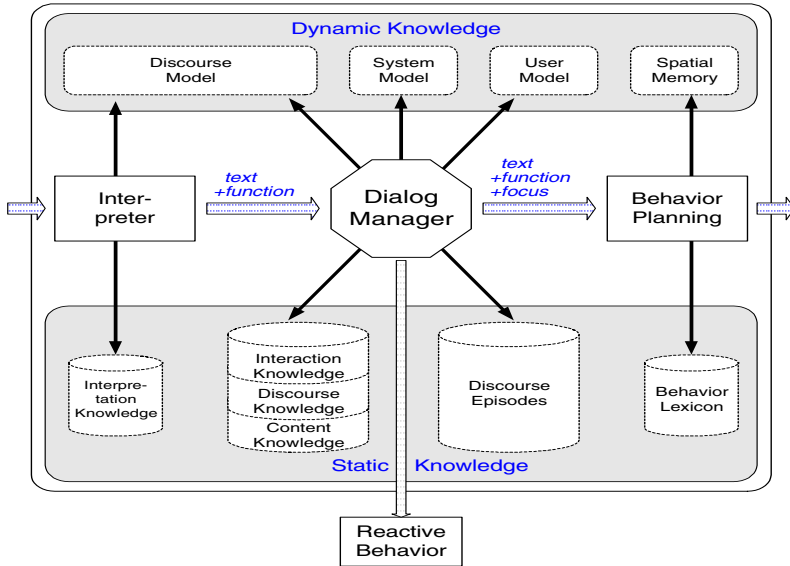 Dynamic Knowledge
Discourse
Model
System
Model
User
Model
Spatial
Memory
Inter-
preter
text
+function
Dialog
Manager
text
+function
+focus
Behavior
Planning
Interpre-
tation
Knowledge
Interaction
Knowledge
Discourse
Knowledge
Content
Knowledge
Discourse
Episodes
Behavior
Lexicon
Static Knowledge
Reactive
Behavior